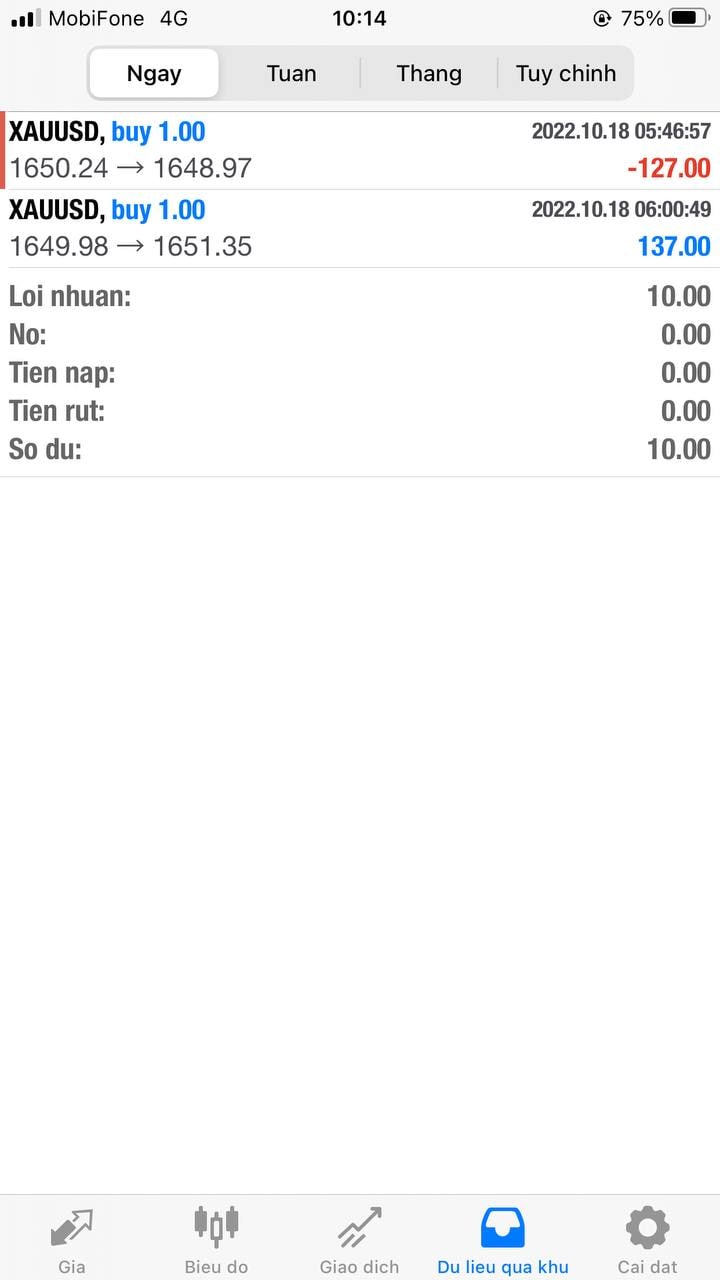 MobiFone 4G 10:14 75%
Ngay Tuan Thang Tuy chinh
XAUUSD, buy 1.00 2022.10.18 05:46:57
1650.24 → 1648.97 -127.00
XAUUSD, buy 1.00 2022.10.18 06:00:49
1649.98 → 1651.35 137.00
Loi nhuan: 10.00
No: 0.00
Tien nap: 0.00
Tien rut: 0.00
So du: 10.00
Gia Bieu do Giao dich Du lieu qua khu Cai dat